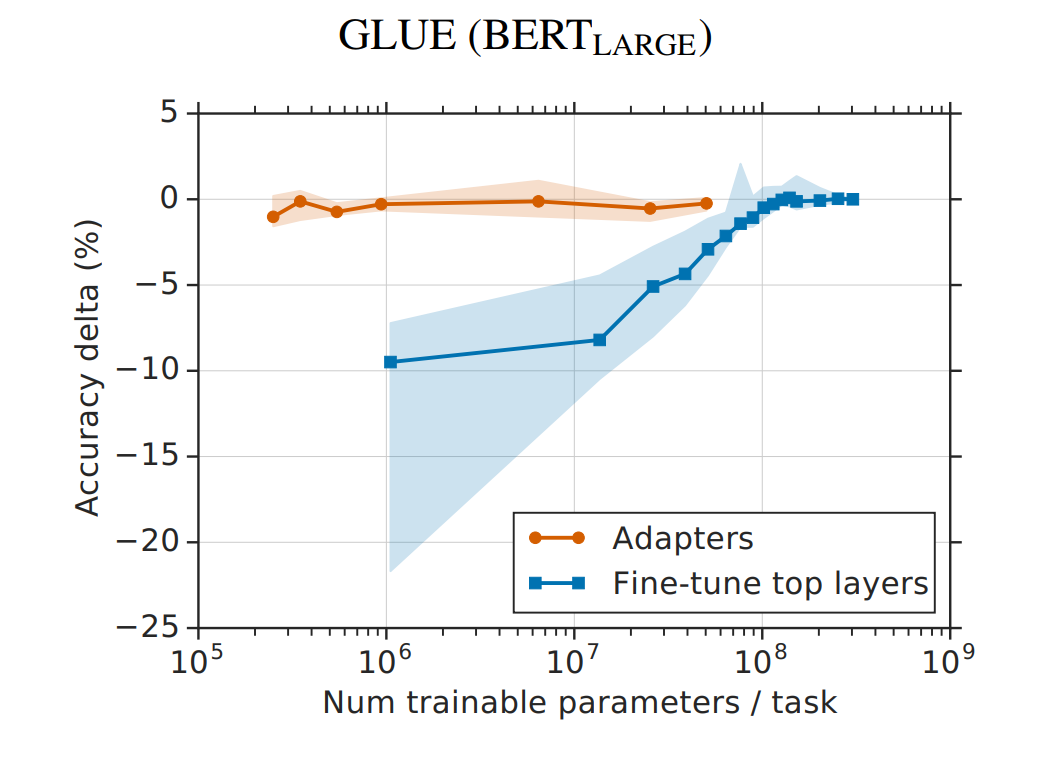 GLUE (BERT_LARGE)
5
0
−5
−10
−15
−20
−25
Accuracy delta (%)
Adapters
Fine-tune top layers
10^5 10^6 10^7 10^8 10^9
Num trainable parameters / task